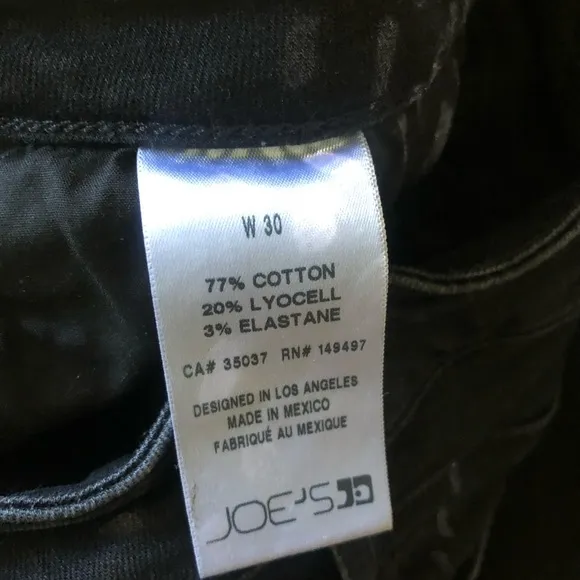 W 30
77% COTTON
20% LYOCELL
3% ELASTANE
CA# 35037 RN# 149497
DESIGNED IN LOS ANGELES
MADE IN MEXICO
FABRIQUÉ AU MEXIQUE
JOE'S